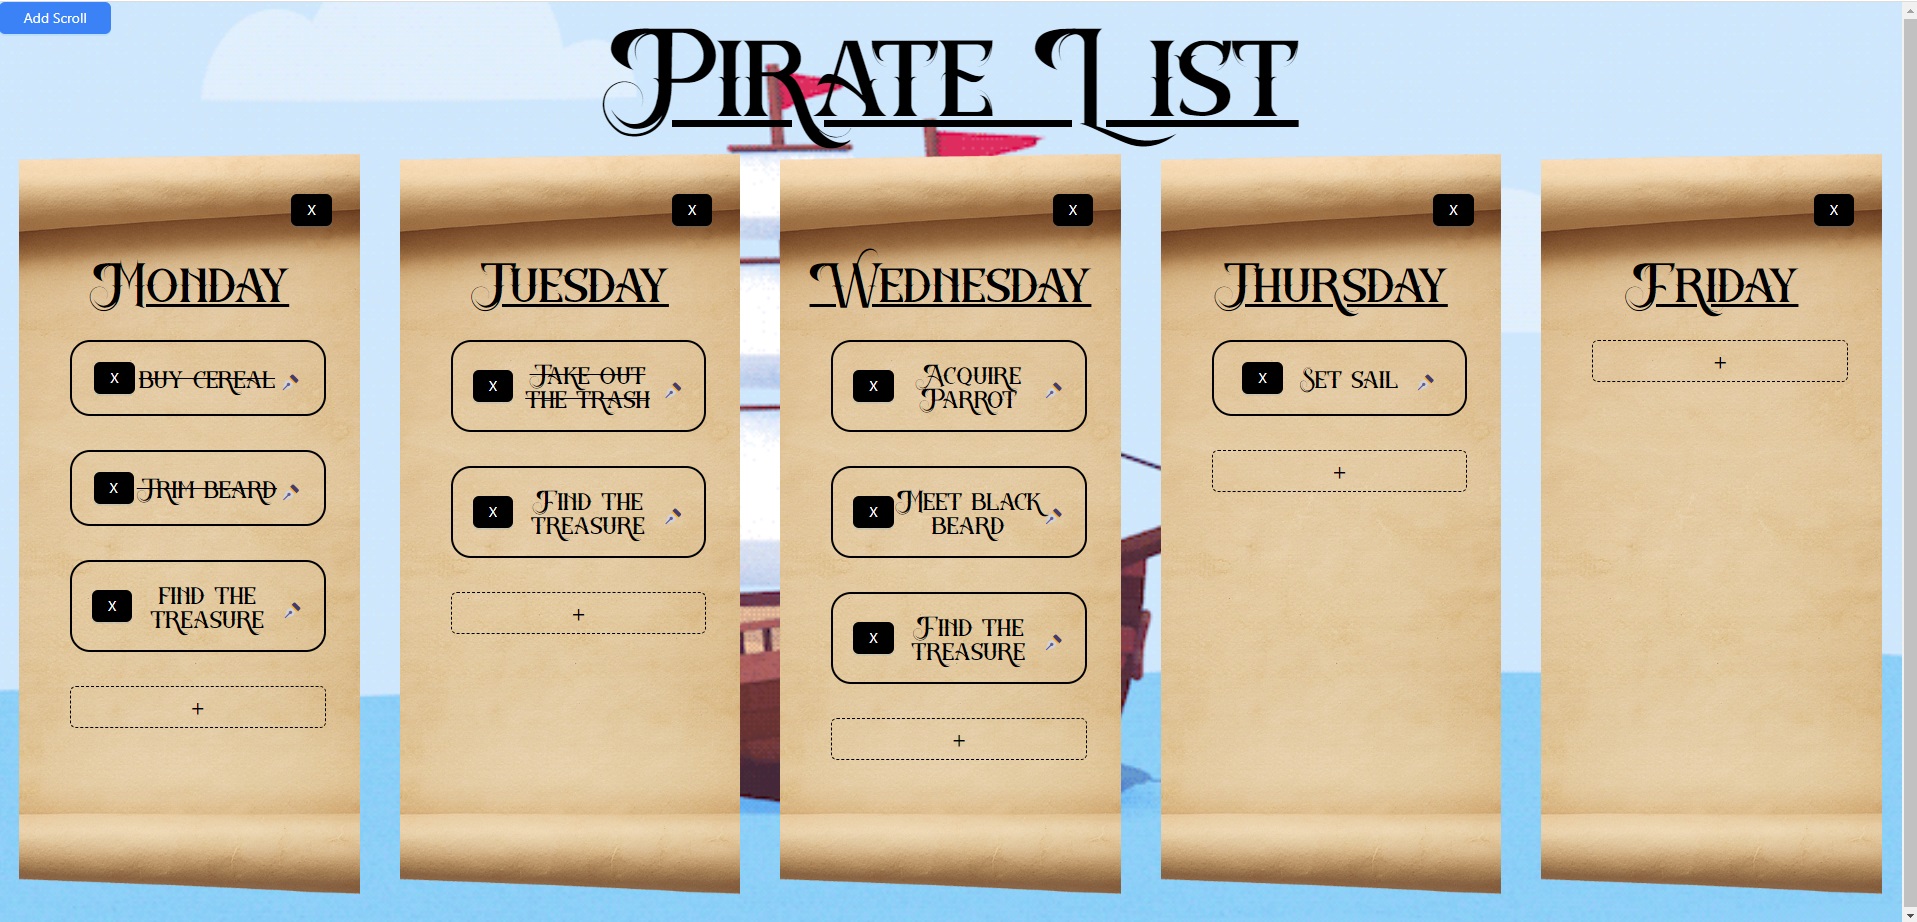 Add Scroll
Pirate List
X
Monday
X buy cereal
X Trim beard
X find the
treasure
+
X
Tuesday
X Take out
the trash
X Find the
treasure
+
X
Wednesday
X Acquire
Parrot
X Meet black
beard
X Find the
treasure
+
X
Thursday
X Set sail
+
X
Friday
+